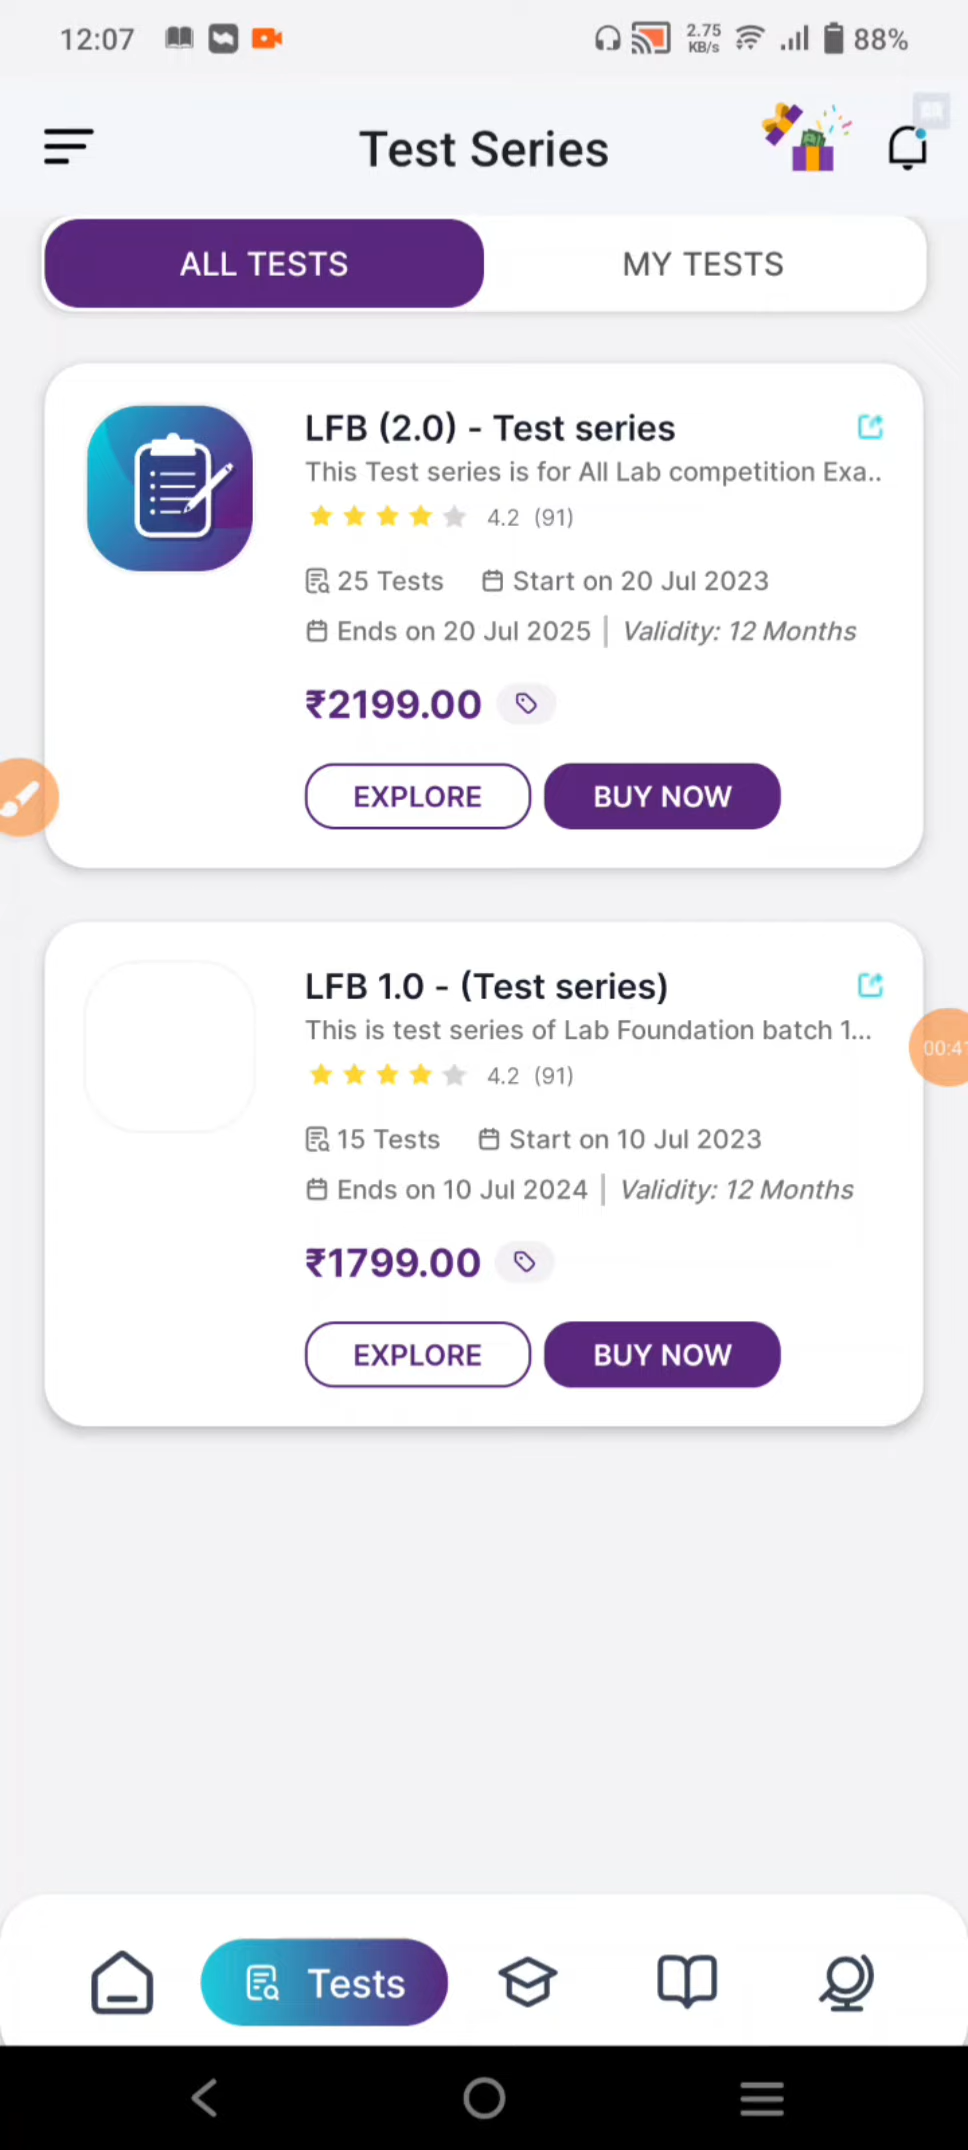 12:07
2.75
KB/s
88%
Test Series
ALL TESTS
MY TESTS
LFB (2.0) - Test series
This Test series is for All Lab competition Exa..
4.2 (91)
25 Tests
Start on 20 Jul 2023
Ends on 20 Jul 2025 | Validity: 12 Months
₹2199.00
EXPLORE
BUY NOW
LFB 1.0 - (Test series)
This is test series of Lab Foundation batch 1...
00:41
4.2 (91)
15 Tests
Start on 10 Jul 2023
Ends on 10 Jul 2024 | Validity: 12 Months
₹1799.00
EXPLORE
BUY NOW
Tests